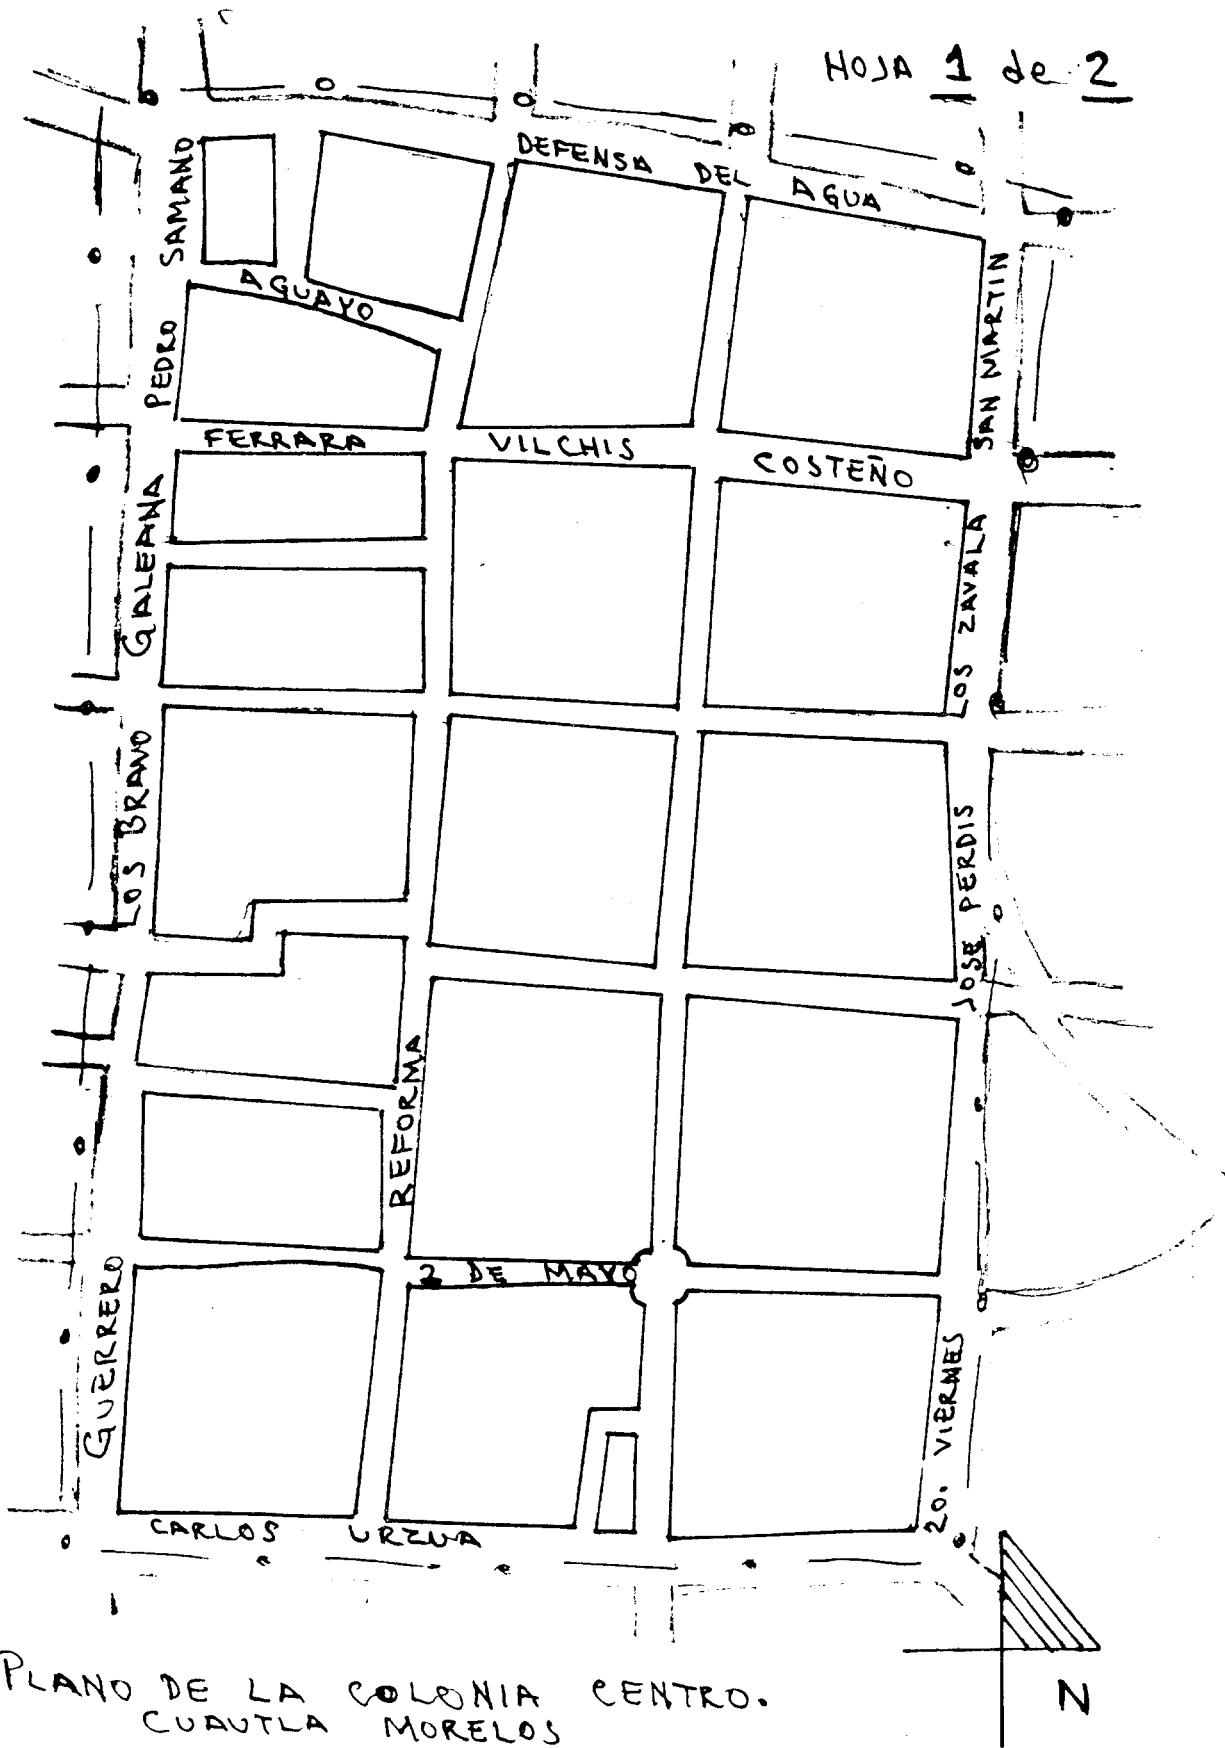 HOJA 1 de 2
DEFENSA DEL AGUA
PEDRO SAMANO
AGUAYO
SAN MARTIN
FERRARA VILCHIS COSTEÑO
GALEANA
LOS ZAVALA
LOS BRAVO
JOSE PERDIS
REFORMA
2 DE MAYO
GUERRERO
2o. VIERNES
CARLOS URZUA
N
PLANO DE LA COLONIA CENTRO.
CUAUTLA MORELOS